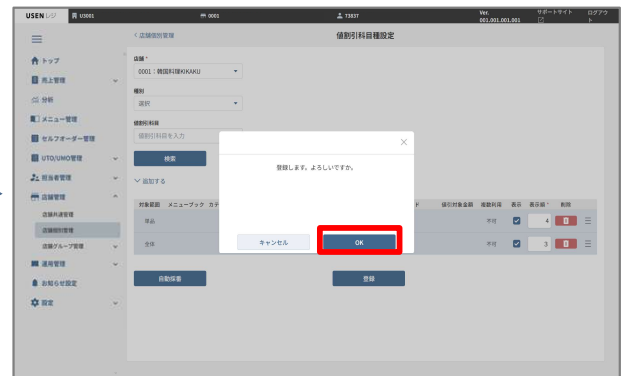 USEN レジ U3001 0001 73837 Ver. 001.001.001.001 サポートサイト ログアウト
< 店舗個別管理 値割引科目種設定
トップ
売上管理
分析
メニュー管理
セルフオーダー管理
UTO/UMO管理
担当者管理
店舗管理
店舗共通管理
店舗個別管理
店舗グループ管理
運用管理
お知らせ設定
設定
店舗 *
0001：韓国料理KIKAKU
種別
選択
値割引科目
値割引科目を入力
検索
追加する
対象範囲 メニューブック カテ ド 値引対象金額 複数利用 表示 表示順 * 削除
単品 不可 4
全体 不可 3
自動採番 登録
登録します。よろしいですか。
キャンセル OK